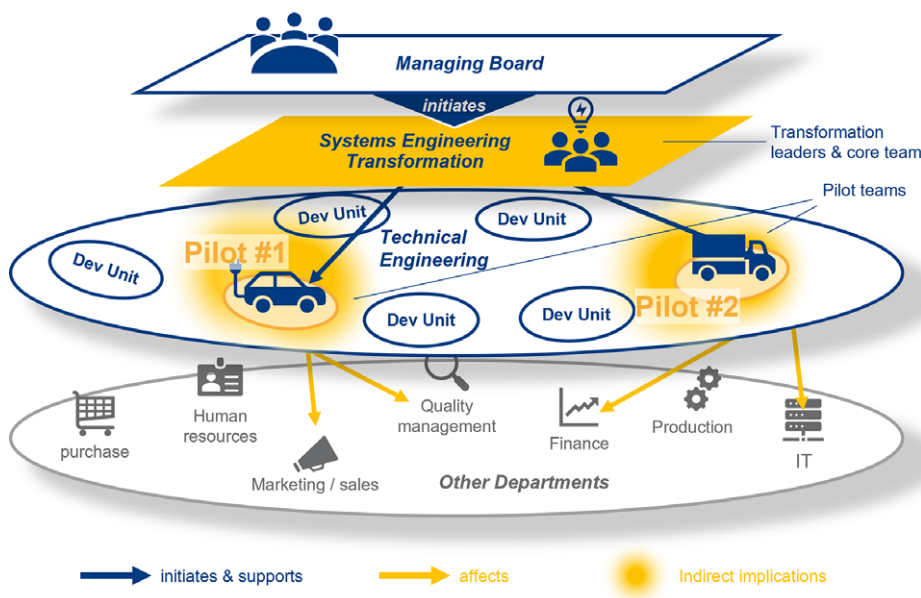 Managing Board
initiates
Systems Engineering
Transformation
Transformation
leaders & core team
Pilot teams
Dev Unit
Dev Unit
Technical
Engineering
Pilot #1
Dev Unit
Pilot #2
Dev Unit
Dev Unit
Human
resources
Quality
management
Production
Finance
purchase
IT
Marketing / sales
Other Departments
initiates & supports
affects
Indirect implications